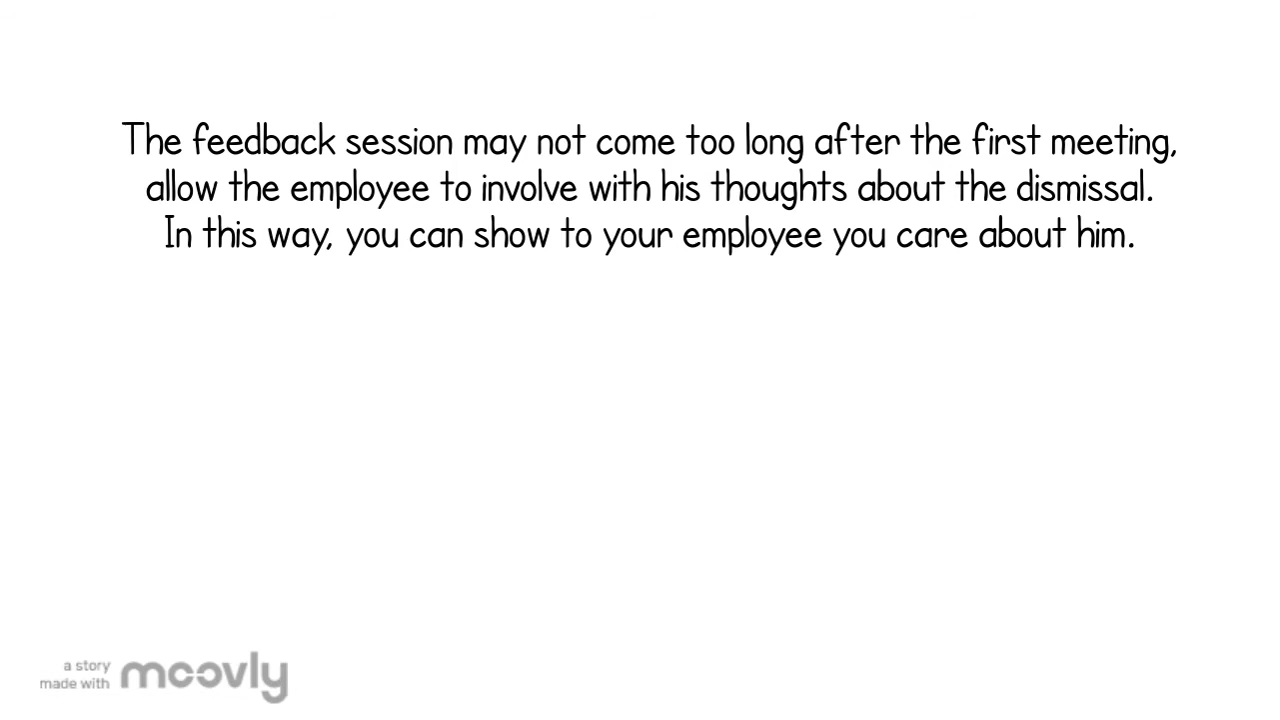 The feedback session may not come too long after the first meeting,
allow the employee to involve with his thoughts about the dismissal.
In this way, you can show to your employee you care about him.
a story
made with moovly